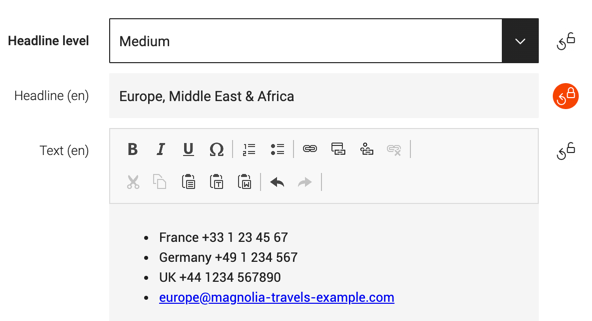 Headline level
Medium
Headline (en)
Europe, Middle East & Africa
Text (en)
B I U Ω
France +33 1 23 45 67
Germany +49 1 234 567
UK +44 1234 567890
europe@magnolia-travels-example.com